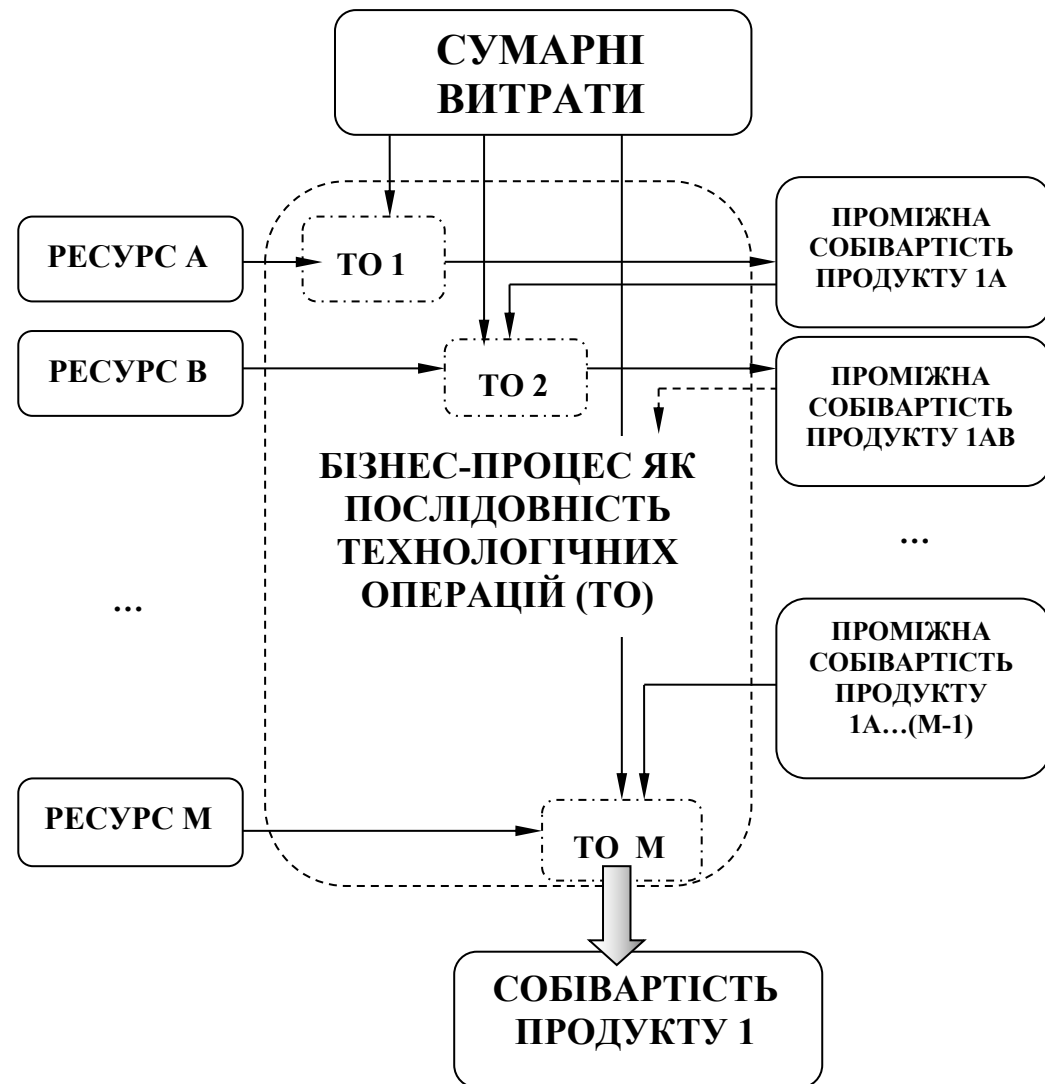 СУМАРНІ
ВИТРАТИ
РЕСУРС А
ТО 1
ПРОМІЖНА
СОБІВАРТІСТЬ
ПРОДУКТУ 1А
РЕСУРС В
ТО 2
ПРОМІЖНА
СОБІВАРТІСТЬ
ПРОДУКТУ 1АВ
БІЗНЕС-ПРОЦЕС ЯК
ПОСЛІДОВНІСТЬ
ТЕХНОЛОГІЧНИХ
ОПЕРАЦІЙ (ТО)
…
…
ПРОМІЖНА
СОБІВАРТІСТЬ
ПРОДУКТУ
1А…(М-1)
РЕСУРС М
ТО М
СОБІВАРТІСТЬ
ПРОДУКТУ 1